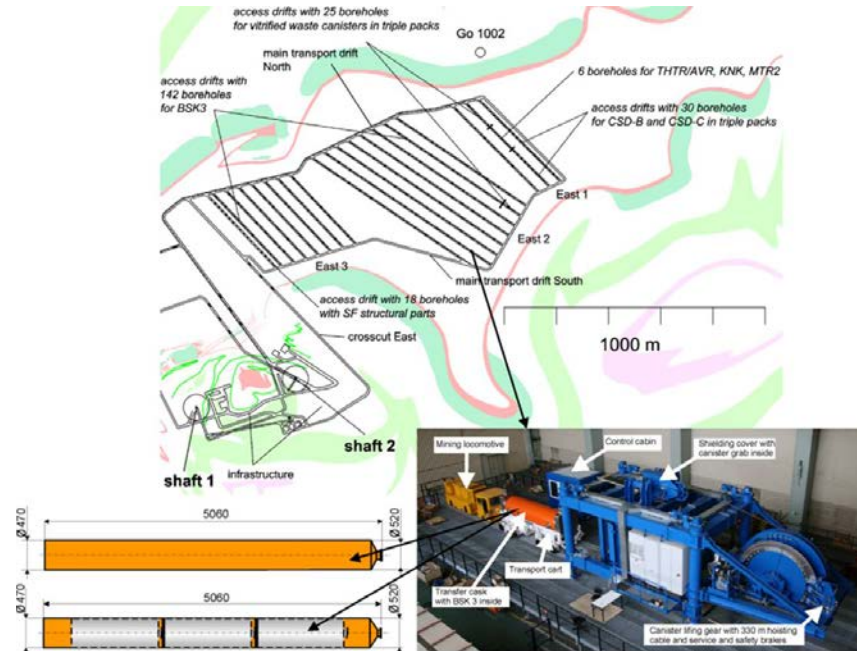 access drifts with 25 boreholes
for vitrified waste canisters in triple packs
Go 1002
main transport drift
North
access drifts with
142 boreholes
for BSK3
6 boreholes for THTR/AVR, KNK, MTR2
access drifts with 30 boreholes
for CSD-B and CSD-C in triple packs
East 1
East 2
East 3
main transport drift South
access drift with 18 boreholes
with SF structural parts
crosscut East
1000 m
shaft 2
shaft 1
infrastructure
Mining locomotive
Control cabin
Shielding cover with
canister grab inside
Transport cart
Transfer cask
with BSK 3 inside
Canister lifing gear with 330 m hoisting
cable and service and safety brakes
Ø 470
5060
Ø 520
Ø 470
5060
Ø 520